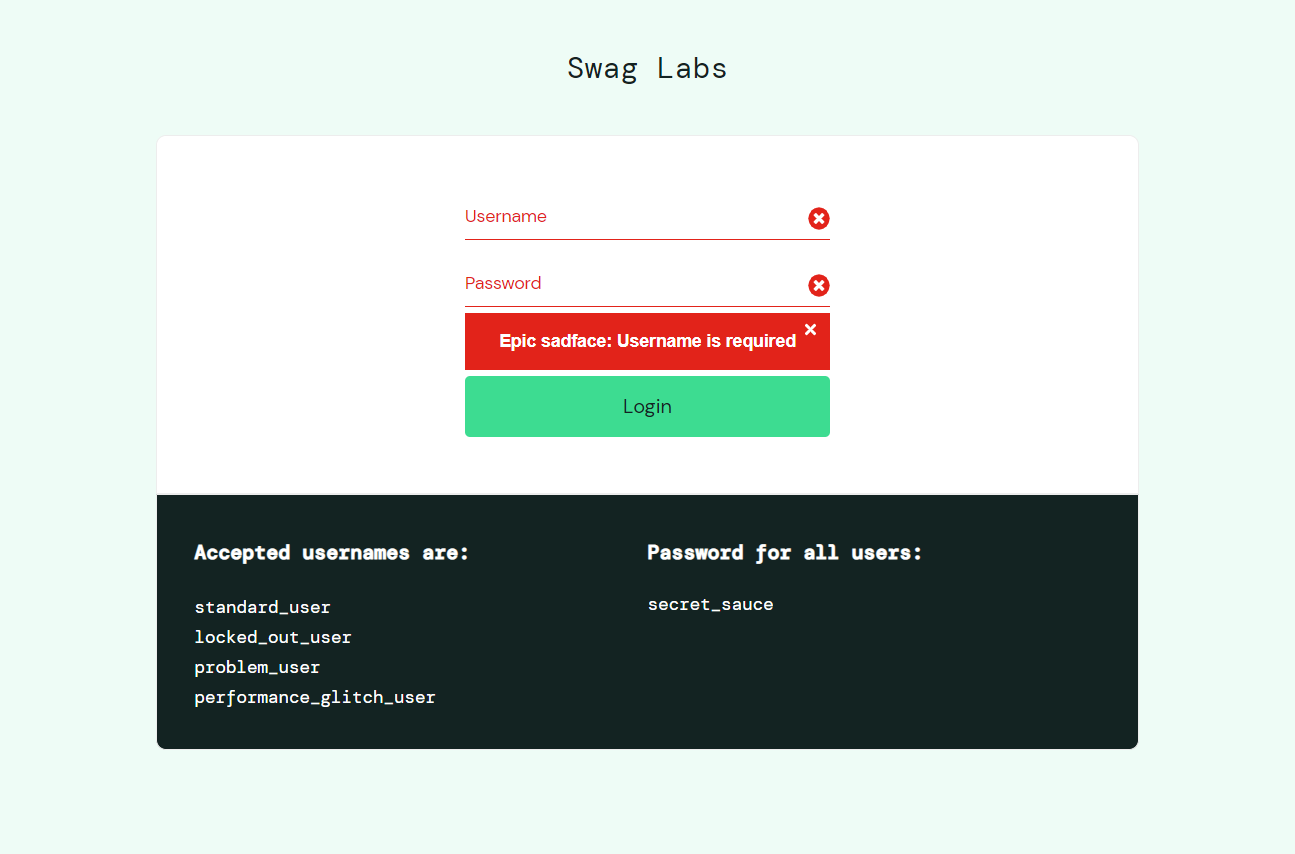 Swag Labs
Username
Password
Epic sadface: Username is required
Login
Accepted usernames are:
standard_user
locked_out_user
problem_user
performance_glitch_user
Password for all users:
secret_sauce